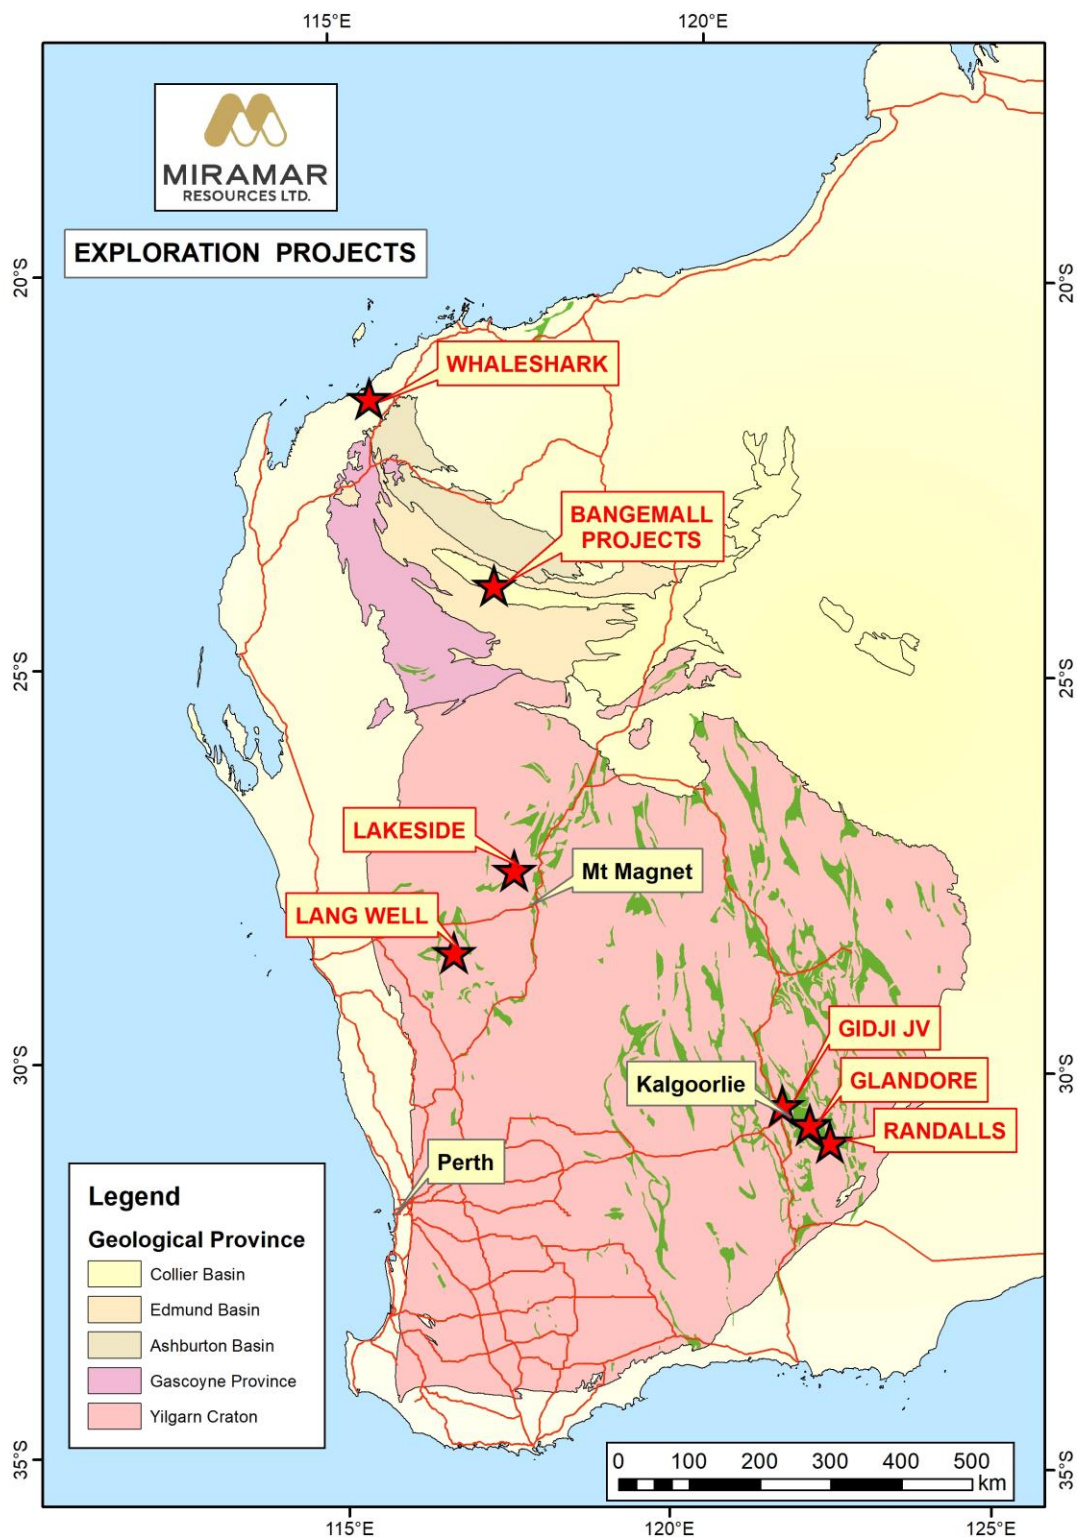 115°E
120°E
MIRAMAR
RESOURCES LTD.
EXPLORATION PROJECTS
20°S
20°S
WHALESHARK
BANGEMALL
PROJECTS
25°S
25°S
LAKESIDE
Mt Magnet
LANG WELL
GIDJI JV
30°S
30°S
Kalgoorlie
GLANDORE
RANDALLS
Perth
Legend
Geological Province
Collier Basin
Edmund Basin
Ashburton Basin
Gascoyne Province
Yilgarn Craton
0 100 200 300 400 500
km
35°S
35°S
115°E
120°E
125°E